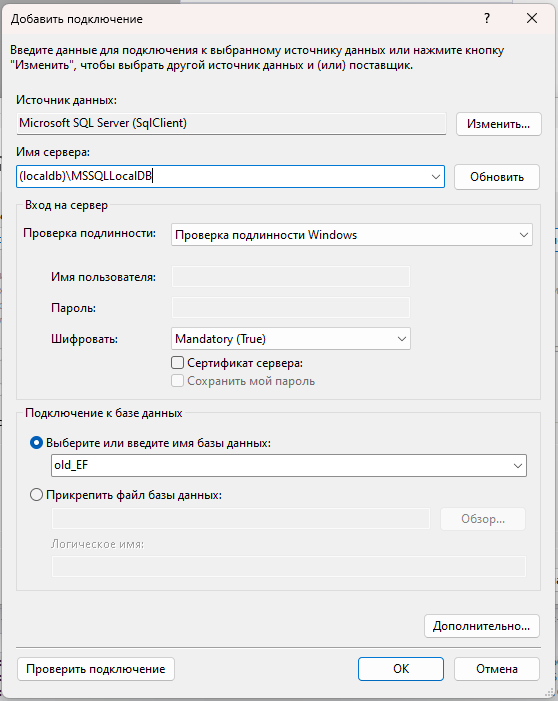 Добавить подключение
?
Введите данные для подключения к выбранному источнику данных или нажмите кнопку
"Изменить", чтобы выбрать другой источник данных и (или) поставщик.
Источник данных:
Microsoft SQL Server (SqlClient)
Изменить...
Имя сервера:
(localdb)\MSSQLLocalDB
Обновить
Вход на сервер
Проверка подлинности:
Проверка подлинности Windows
Имя пользователя:
Пароль:
Шифровать:
Mandatory (True)
Сертификат сервера:
Сохранить мой пароль
Подключение к базе данных
Выберите или введите имя базы данных:
old_EF
Прикрепить файл базы данных:
Обзор...
Логическое имя:
Дополнительно...
Проверить подключение
ОК
Отмена